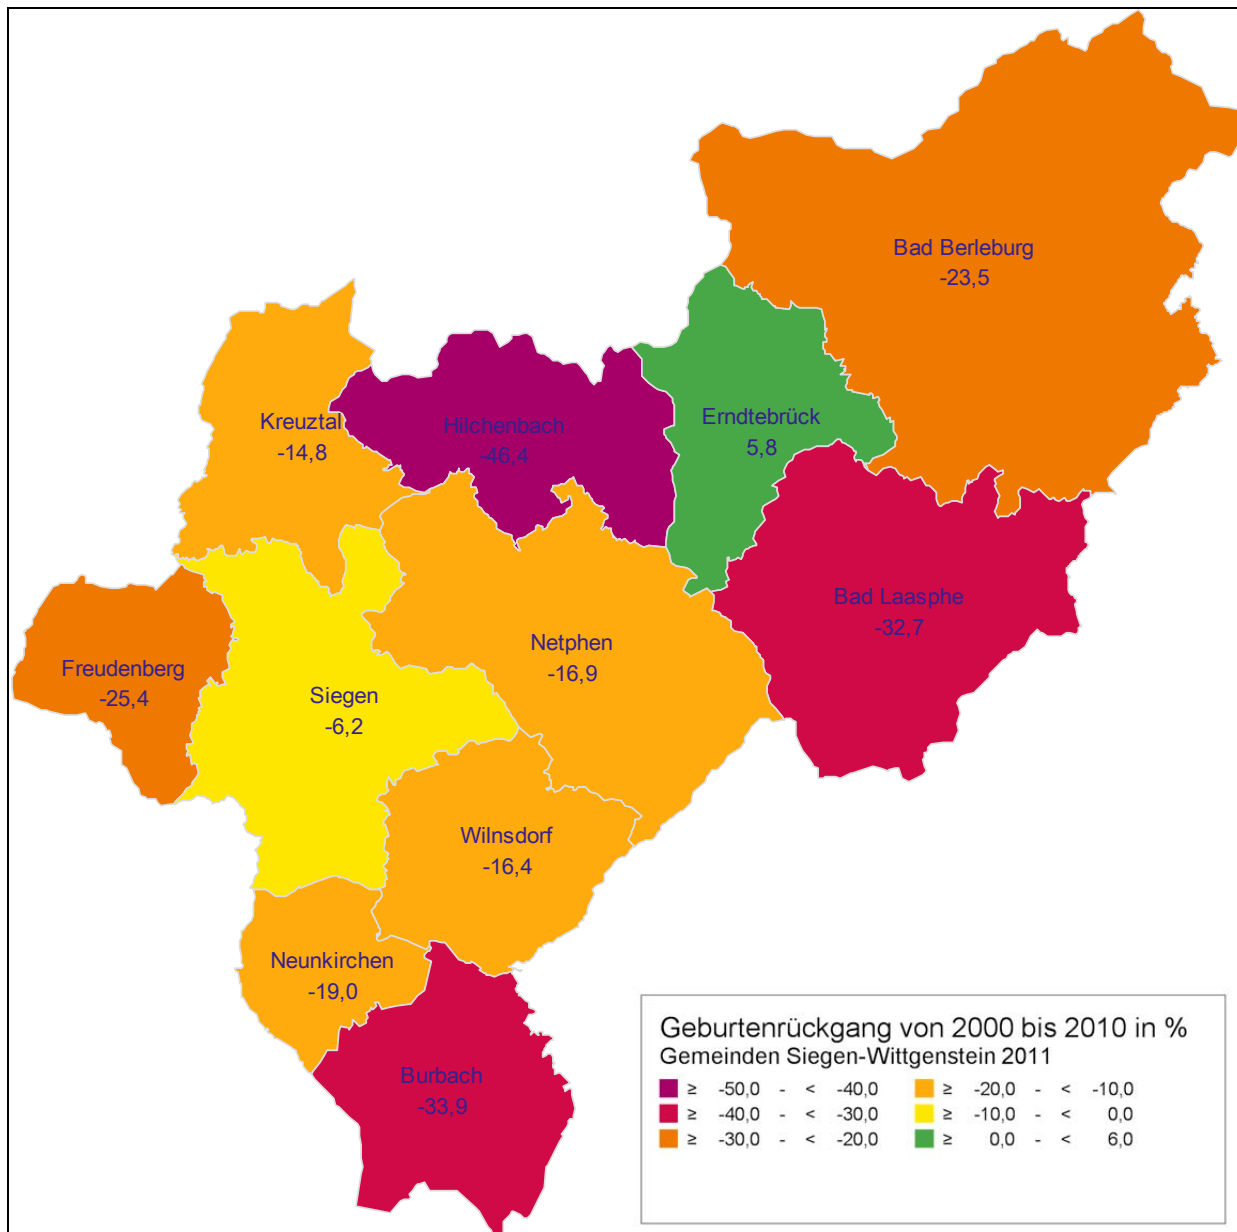 Bad Berleburg
-23,5
Kreuztal
-14,8
Hilchenbach
-46,4
Erndtebrück
5,8
Bad Laasphe
-32,7
Freudenberg
-25,4
Siegen
-6,2
Netphen
-16,9
Wilnsdorf
-16,4
Neunkirchen
-19,0
Burbach
-33,9
Geburtenrückgang von 2000 bis 2010 in %
Gemeinden Siegen-Wittgenstein 2011
≥ -50,0 - < -40,0
≥ -40,0 - < -30,0
≥ -30,0 - < -20,0
≥ -20,0 - < -10,0
≥ -10,0 - < 0,0
≥ 0,0 - < 6,0